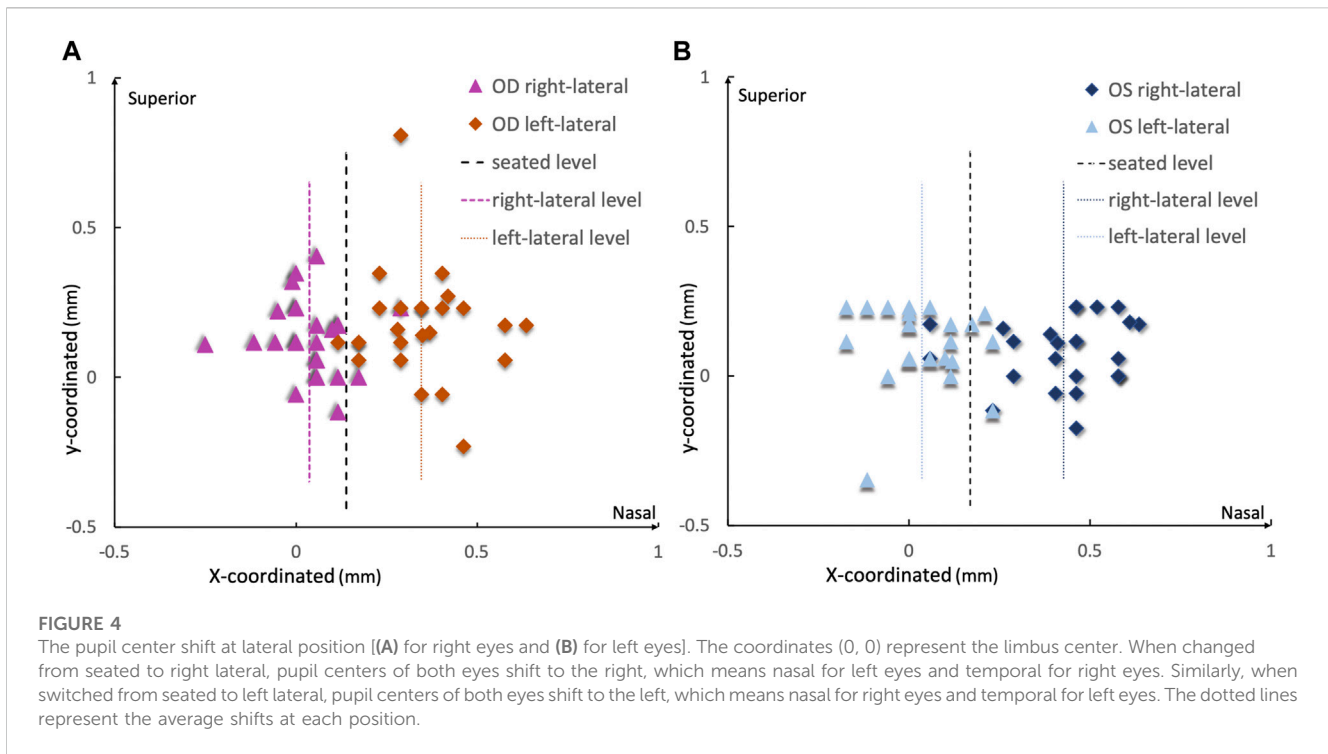 A
1
Superior
OD right-lateral
OD left-lateral
seated level
right-lateral level
left-lateral level
0.5
0
-0.5
y-coordinated (mm)
Nasal
-0.5
0
0.5
1
X-coordinated (mm)
B
1
Superior
OS right-lateral
OS left-lateral
seated level
right-lateral level
left-lateral level
0.5
0
-0.5
y-coordinated (mm)
Nasal
-0.5
0
0.5
1
X-coordinated (mm)
FIGURE 4
The pupil center shift at lateral position [(A) for right eyes and (B) for left eyes]. The coordinates (0, 0) represent the limbus center. When changed
from seated to right lateral, pupil centers of both eyes shift to the right, which means nasal for left eyes and temporal for right eyes. Similarly, when
switched from seated to left lateral, pupil centers of both eyes shift to the left, which means nasal for right eyes and temporal for left eyes. The dotted lines
represent the average shifts at each position.